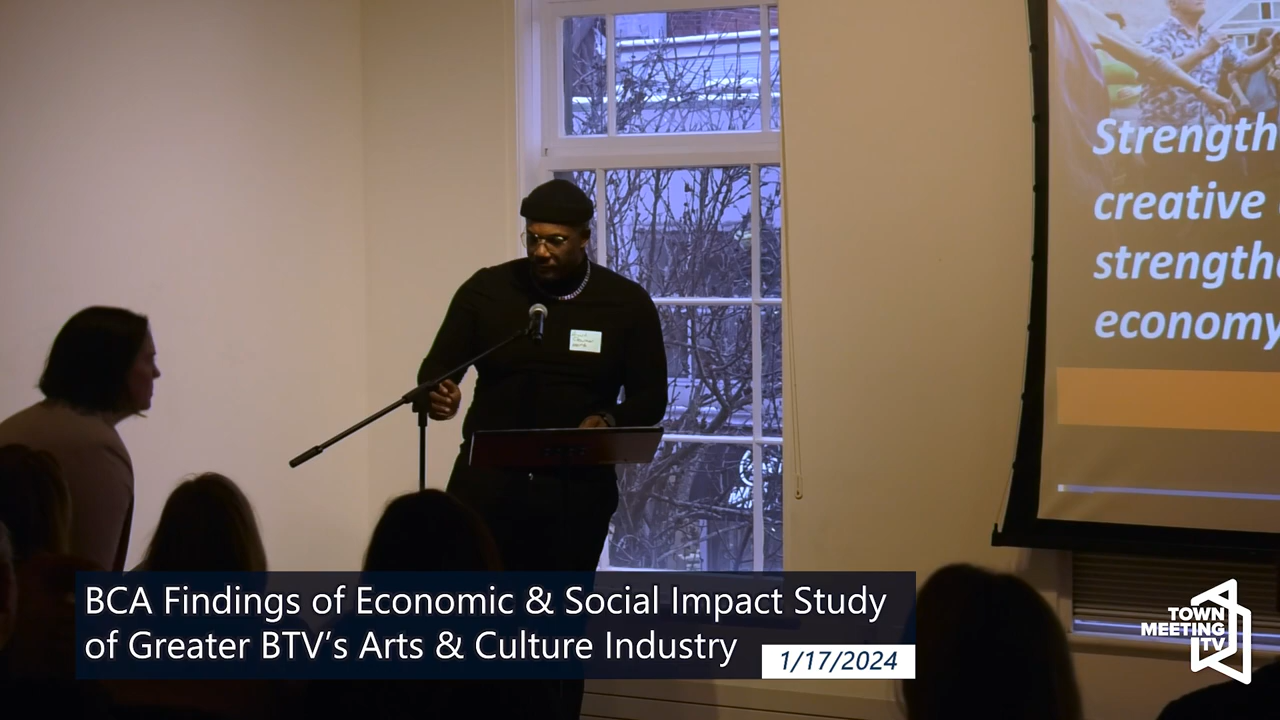 Strength
creative
strength
economy
BCA Findings of Economic & Social Impact Study
of Greater BTV's Arts & Culture Industry
1/17/2024
TOWN
MEETING
TV